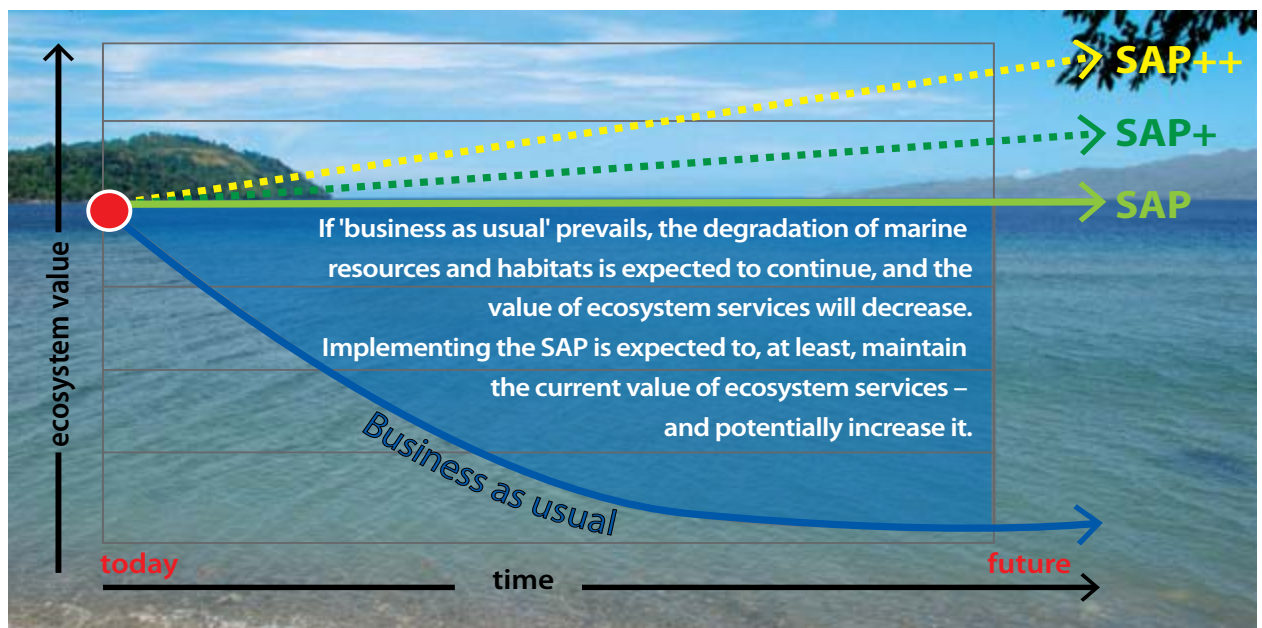 SAP++
SAP+
SAP
ecosystem value
If 'business as usual' prevails, the degradation of marine
resources and habitats is expected to continue, and the
value of ecosystem services will decrease.
Implementing the SAP is expected to, at least, maintain
the current value of ecosystem services –
and potentially increase it.
Business as usual
today
future
time